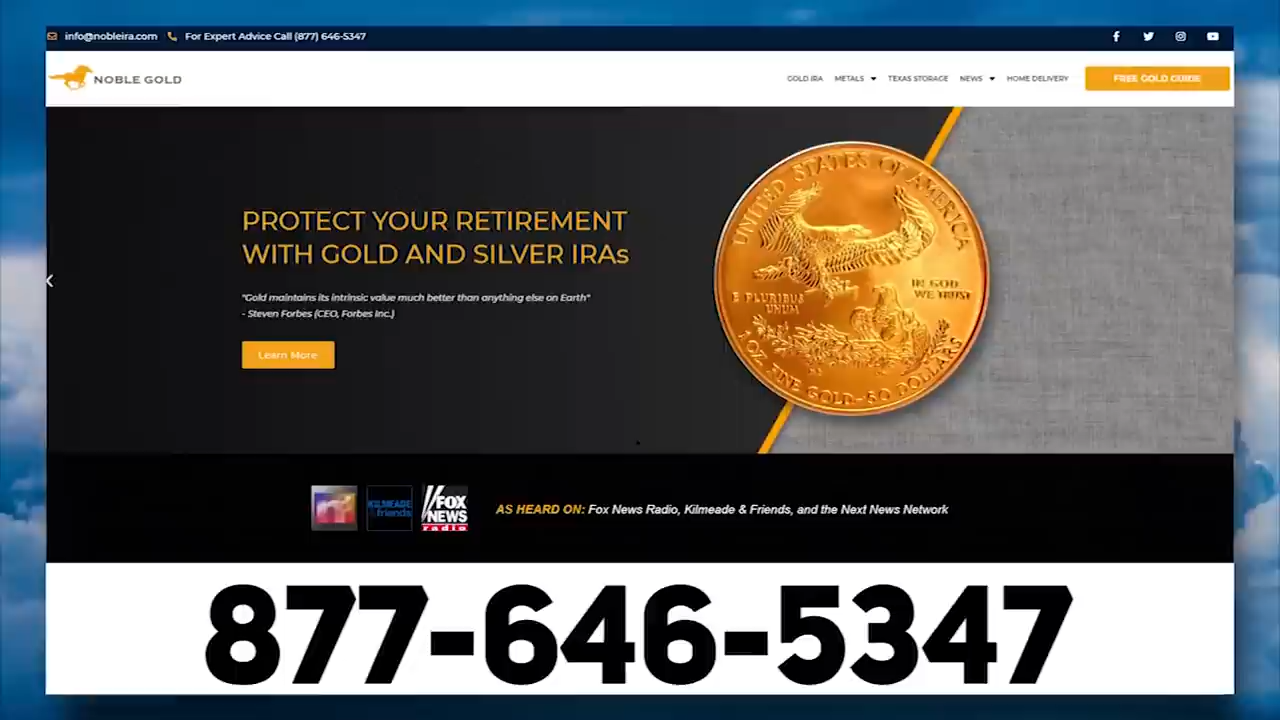 info@nobleira.com For Expert Advice Call (877) 646-5347
NOBLE GOLD
GOLD IRA METALS TEXAS STORAGE NEWS HOME DELIVERY FREE GOLD GUIDE
PROTECT YOUR RETIREMENT
WITH GOLD AND SILVER IRAs
"Gold maintains its intrinsic value much better than anything else on Earth"
- Steven Forbes (CEO, Forbes Inc.)
Learn More
UNITED STATES OF AMERICA
E PLURIBUS
UNUM
IN GOD
WE TRUST
1 OZ. FINE GOLD-50 DOLLARS
KILMEADE
friends
FOX
NEWS
radio
AS HEARD ON: Fox News Radio, Kilmeade & Friends, and the Next News Network
877-646-5347